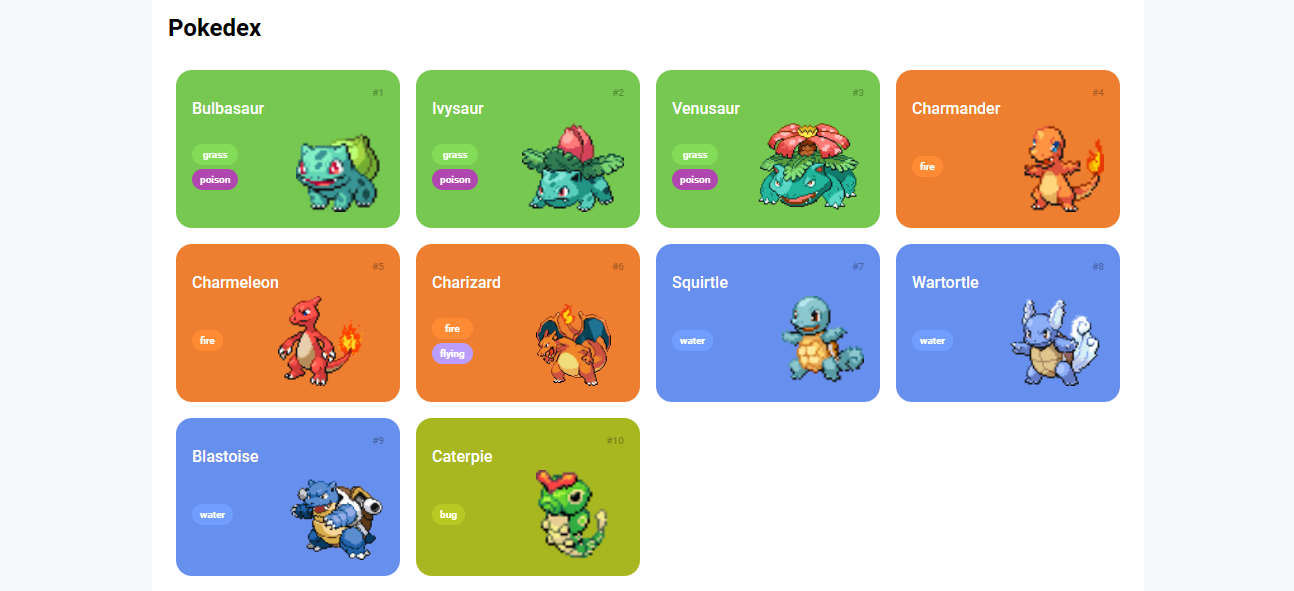 Pokedex
#1
Bulbasaur
grass
poison
#2
Ivysaur
grass
poison
#3
Venusaur
grass
poison
#4
Charmander
fire
#5
Charmeleon
fire
#6
Charizard
fire
flying
#7
Squirtle
water
#8
Wartortle
water
#9
Blastoise
water
#10
Caterpie
bug